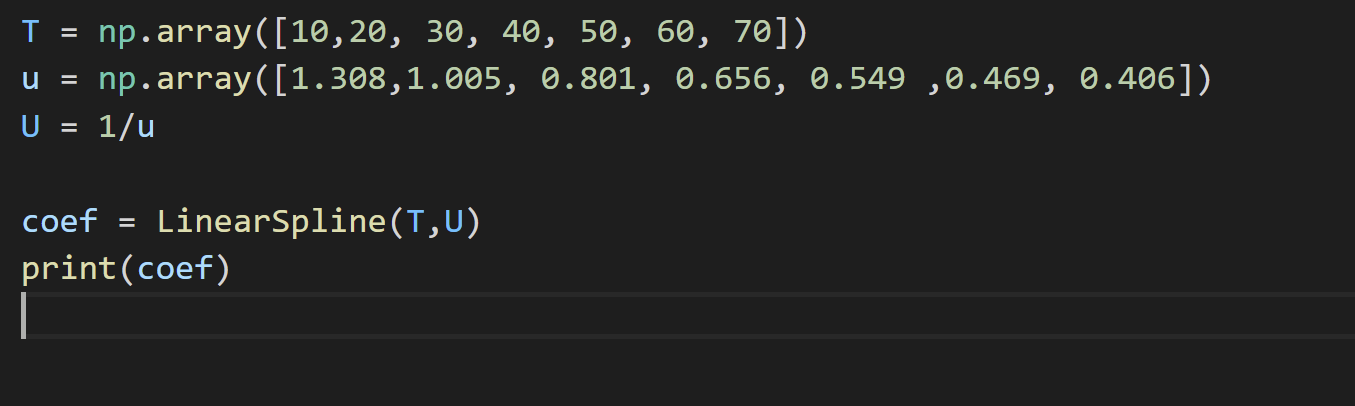 T = np.array([10,20, 30, 40, 50, 60, 70])
u = np.array([1.308,1.005, 0.801, 0.656, 0.549 ,0.469, 0.406])
U = 1/u
coef = LinearSpline(T,U)
print(coef)